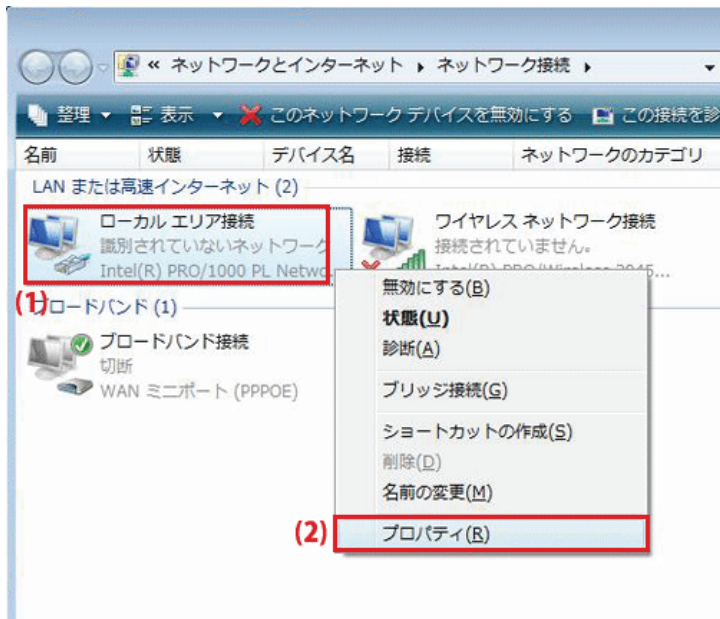 « ネットワークとインターネット ▸ ネットワーク接続 ▸
整理 表示 このネットワーク デバイスを無効にする この接続を診
名前 状態 デバイス名 接続 ネットワークのカテゴリ
LAN または高速インターネット (2)
ローカル エリア接続
識別されていないネットワーク
Intel(R) PRO/1000 PL Netwo...
ワイヤレス ネットワーク接続
接続されていません。
Intel(R) PRO/Wireless 3945...
(1)
ブロードバンド (1)
ブロードバンド接続
切断
WAN ミニポート (PPPOE)
無効にする(B)
状態(U)
診断(A)
ブリッジ接続(G)
ショートカットの作成(S)
削除(D)
名前の変更(M)
(2)
プロパティ(R)